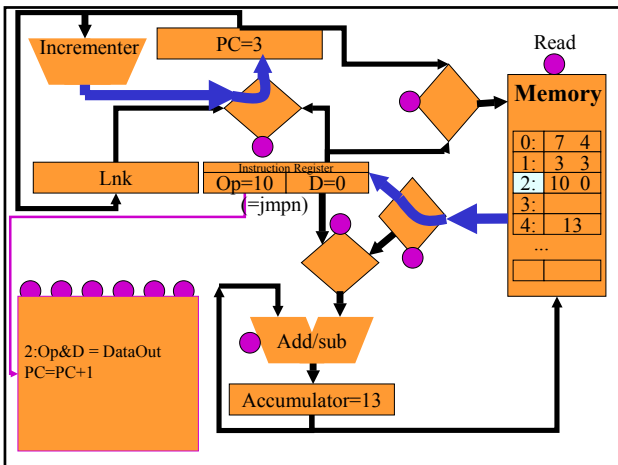 Incrementer
PC=3
Read
Memory
0: 7 4
1: 3 3
2: 10 0
3:
4: 13
...
Lnk
Instruction Register
Op=10 D=0
(=jmpn)
2:Op&D = DataOut
PC=PC+1
Add/sub
Accumulator=13